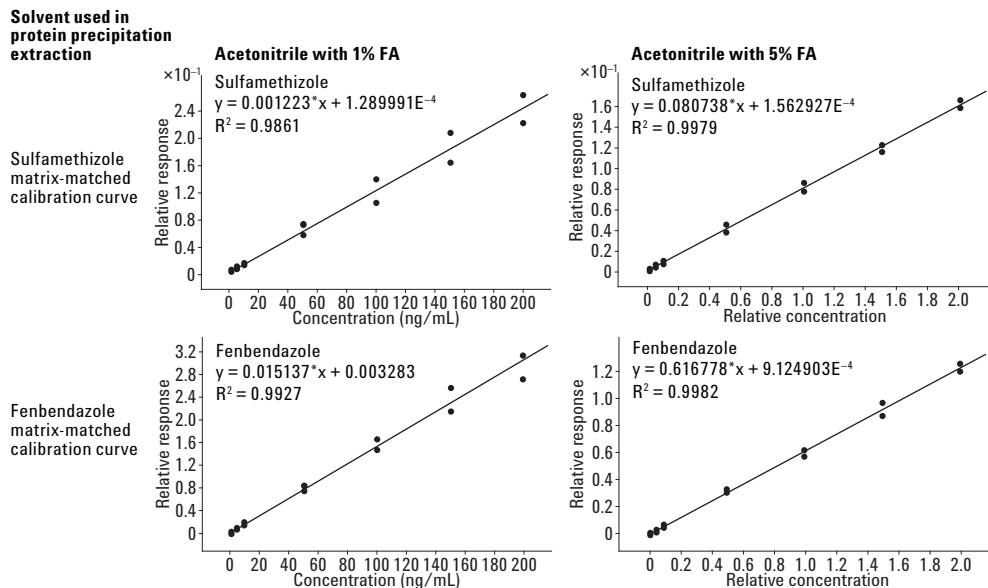 Solvent used in
protein precipitation
extraction
Acetonitrile with 1% FA
Acetonitrile with 5% FA
Sulfamethizole
matrix-matched
calibration curve
×10⁻¹
Sulfamethizole
y = 0.001223*x + 1.289991E⁻⁴
R² = 0.9861
Relative response
2.4
2.0
1.6
1.2
0.8
0.4
0
0 20 40 60 80 100 120 140 160 180 200
Concentration (ng/mL)
×10⁻¹
Sulfamethizole
y = 0.080738*x + 1.562927E⁻⁴
R² = 0.9979
Relative response
1.6
1.4
1.2
1.0
0.8
0.6
0.4
0.2
0
0 0.2 0.4 0.6 0.8 1.0 1.2 1.4 1.6 1.8 2.0
Relative concentration
Fenbendazole
matrix-matched
calibration curve
Fenbendazole
y = 0.015137*x + 0.003283
R² = 0.9927
Relative response
3.2
2.8
2.4
2.0
1.6
1.2
0.8
0.4
0
0 20 40 60 80 100 120 140 160 180 200
Concentration (ng/mL)
Fenbendazole
y = 0.616778*x + 9.124903E⁻⁴
R² = 0.9982
Relative response
1.2
1.0
0.8
0.6
0.4
0.2
0
0 0.2 0.4 0.6 0.8 1.0 1.2 1.4 1.6 1.8 2.0
Relative concentration